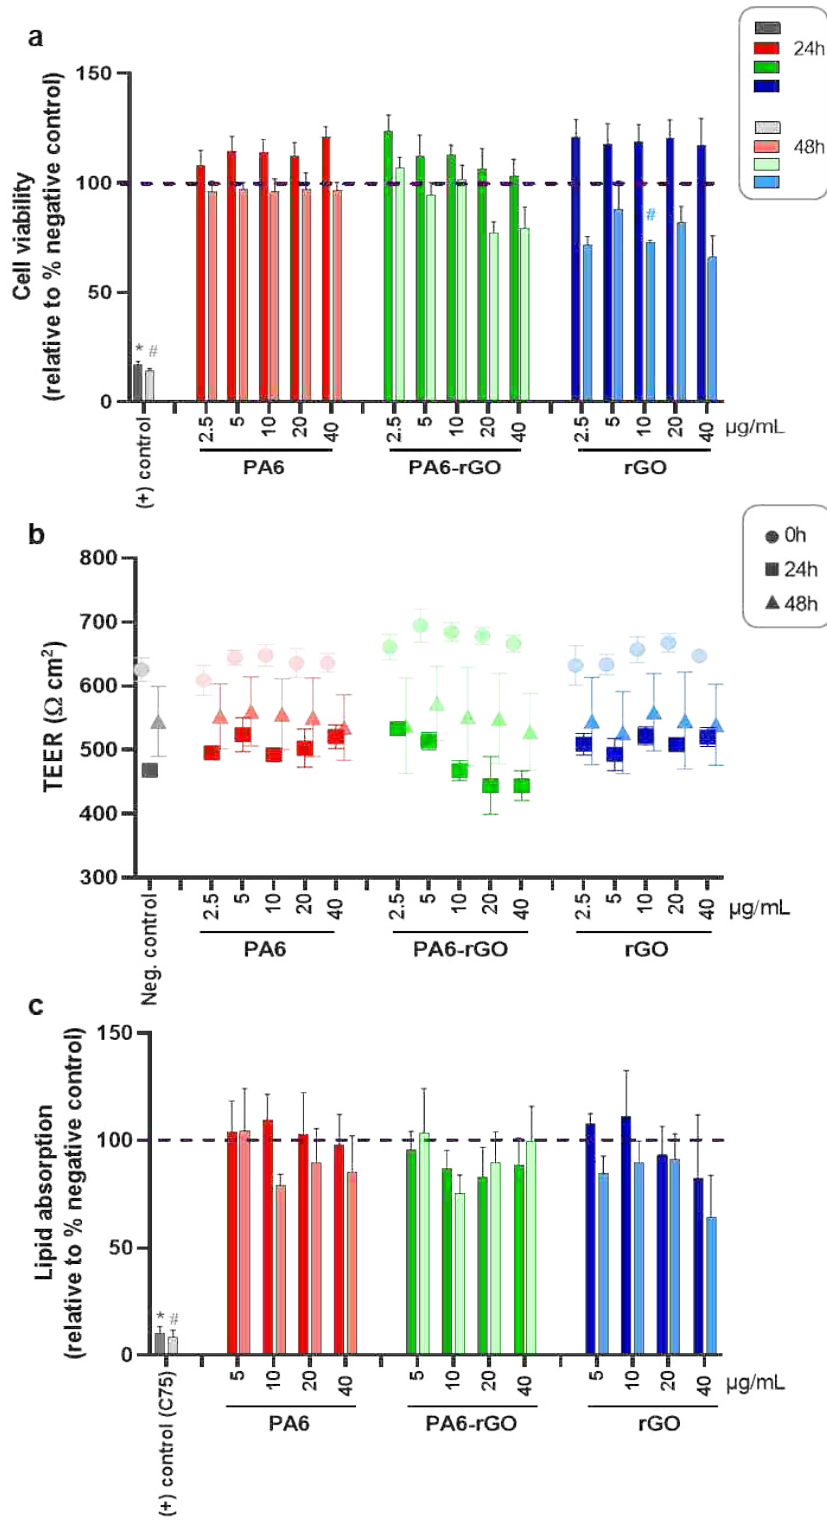 a
24h
48h
Cell viability
(relative to % negative control)
150
100
50
0
* #
#
(+) control
2.5 5 10 20 40 2.5 5 10 20 40 2.5 5 10 20 40 µg/mL
PA6 PA6-rGO rGO
b
0h
24h
48h
TEER (Ω cm²)
800
700
600
500
400
300
Neg. control
2.5 5 10 20 40 2.5 5 10 20 40 2.5 5 10 20 40 µg/mL
PA6 PA6-rGO rGO
c
Lipid absorption
(relative to % negative control)
150
100
50
0
* #
(+) control (C75)
5 10 20 40 5 10 20 40 5 10 20 40 µg/mL
PA6 PA6-rGO rGO